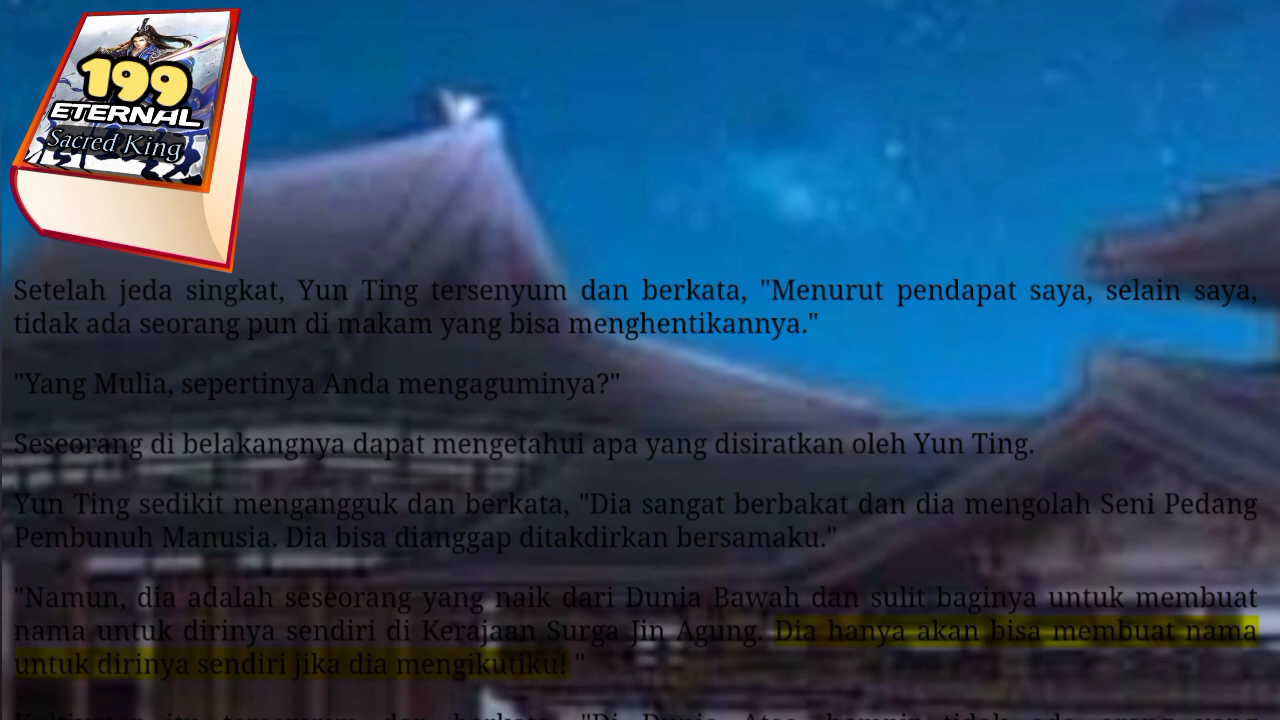 199
ETERNAL
Sacred King
Setelah jeda singkat, Yun Ting tersenyum dan berkata, "Menurut pendapat saya, selain saya,
tidak ada seorang pun di makam yang bisa menghentikannya."
"Yang Mulia, sepertinya Anda mengaguminya?"
Seseorang di belakangnya dapat mengetahui apa yang disiratkan oleh Yun Ting.
Yun Ting sedikit mengangguk dan berkata, "Dia sangat berbakat dan dia mengolah Seni Pedang
Pembunuh Manusia. Dia bisa dianggap ditakdirkan bersamaku."
"Namun, dia adalah seseorang yang naik dari Dunia Bawah dan sulit baginya untuk membuat
nama untuk dirinya sendiri di Kerajaan Surga Jin Agung. Dia hanya akan bisa membuat nama
untuk dirinya sendiri jika dia mengikutiku! "